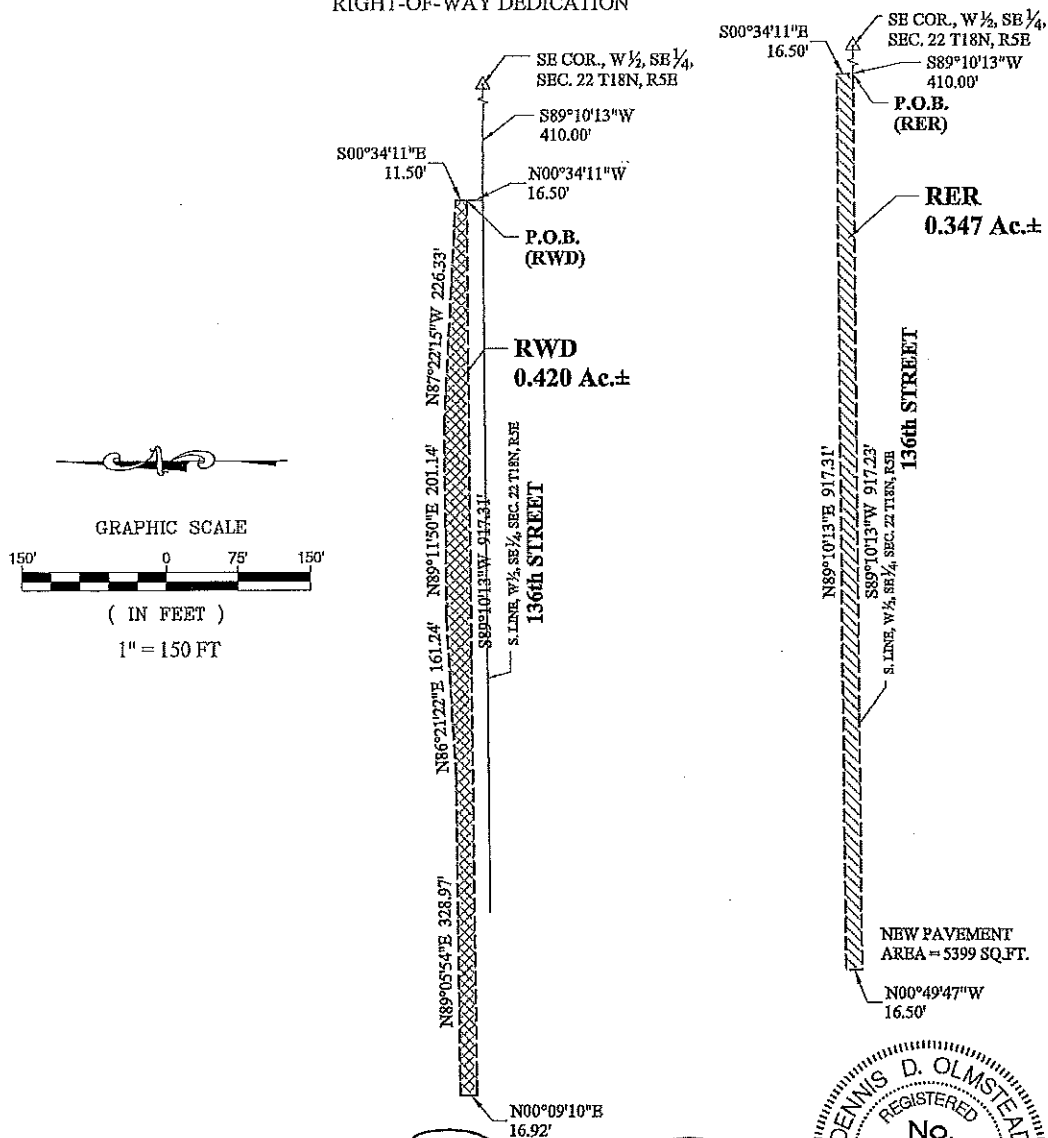 RIGHT-OF-WAY DEDICATION
SE COR., W ½, SE ¼,
SEC. 22 T18N, R5E
S89°10'13"W
410.00'
S00°34'11"E
11.50'
N00°34'11"W
16.50'
P.O.B.
(RWD)
N87°22'15"W 226.33'
RWD
0.420 Ac.±
N89°11'50"E 201.14'
S89°10'13"W 917.31'
S. LINE, W½, SE¼, SEC. 22 T18N, R5E
136th STREET
N86°21'22"E 161.24'
N89°05'54"E 328.97'
N00°09'10"E
16.92'
GRAPHIC SCALE
150' 0 75' 150'
( IN FEET )
1" = 150 FT
S00°34'11"E
16.50'
SE COR., W ½, SE ¼,
SEC. 22 T18N, R5E
S89°10'13"W
410.00'
P.O.B.
(RER)
RER
0.347 Ac.±
136th STREET
N89°10'13"E 917.31'
S89°10'13"W 917.23'
S. LINE, W½, SE¼, SEC. 22 T18N, R5E
NEW PAVEMENT
AREA = 5399 SQ.FT.
N00°49'47"W
16.50'
DENNIS D. OLMSTEAD
REGISTERED
No.